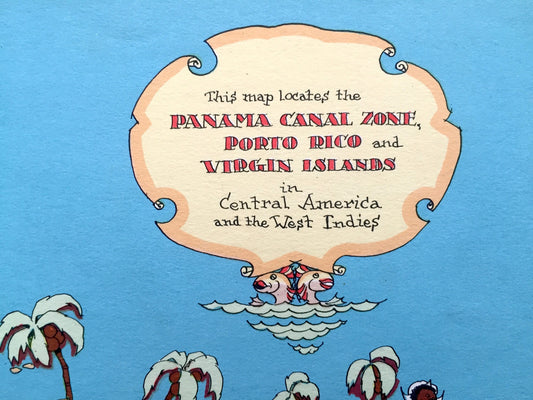 This map locates the
PANAMA CANAL ZONE,
PORTO RICO and
VIRGIN ISLANDS
in
Central America
and the West Indies